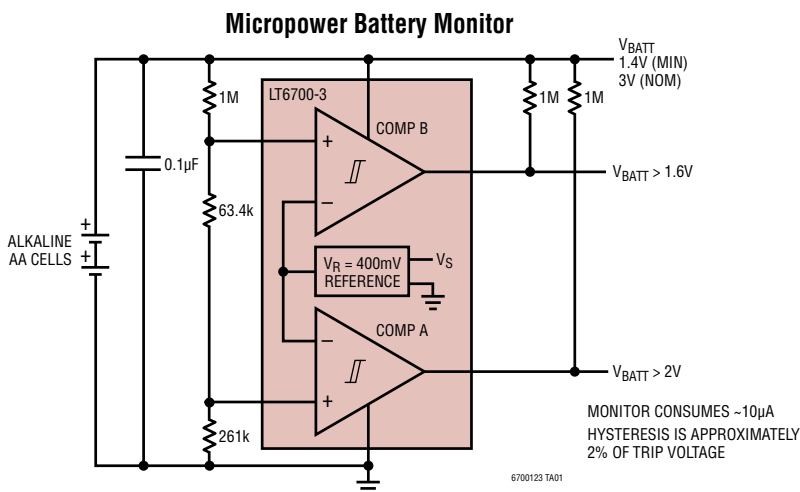 Micropower Battery Monitor
VBATT
1.4V (MIN)
3V (NOM)
LT6700-3
1M
1M
1M
COMP B
+
–
0.1µF
VBATT > 1.6V
63.4k
+
ALKALINE
AA CELLS
+
VR = 400mV
REFERENCE
VS
COMP A
–
+
VBATT > 2V
261k
MONITOR CONSUMES ~10µA
HYSTERESIS IS APPROXIMATELY
2% OF TRIP VOLTAGE
6700123 TA01